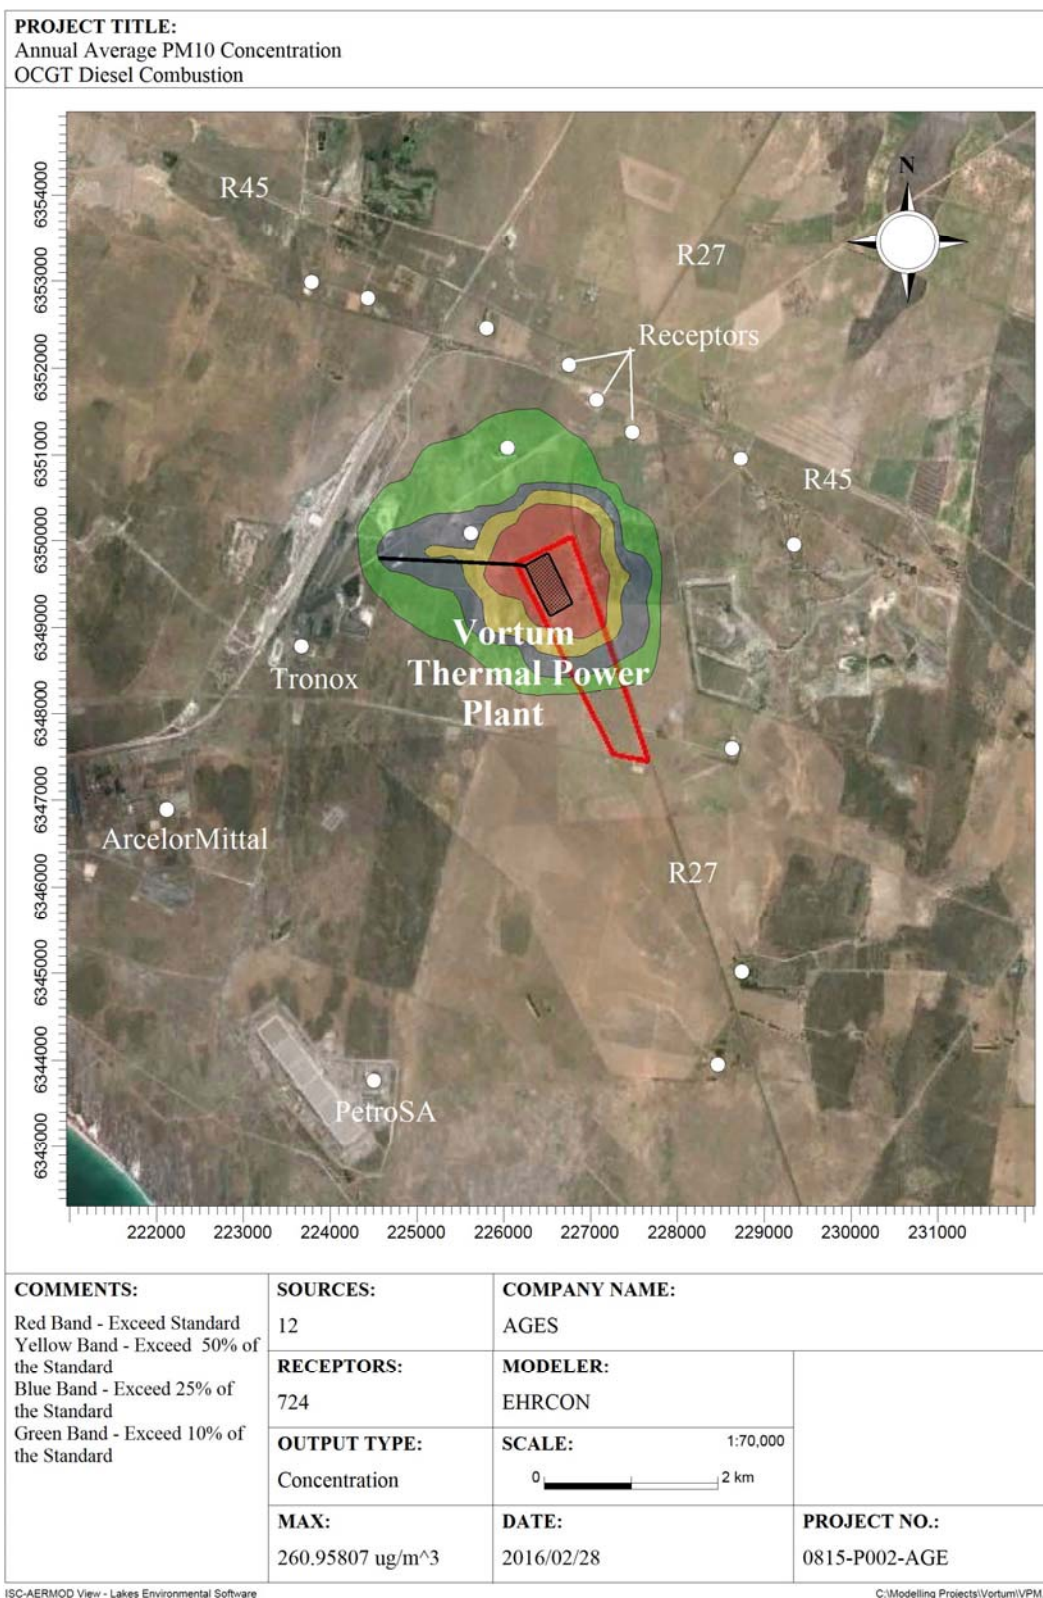 PROJECT TITLE:
Annual Average PM10 Concentration
OCGT Diesel Combustion
R45
N
R27
Receptors
R45
Vortum
Thermal Power
Plant
Tronox
ArcelorMittal
R27
PetroSA
6354000
6353000
6352000
6351000
6350000
6349000
6348000
6347000
6346000
6345000
6344000
6343000
222000 223000 224000 225000 226000 227000 228000 229000 230000 231000
COMMENTS:
Red Band - Exceed Standard
Yellow Band - Exceed 50% of
the Standard
Blue Band - Exceed 25% of
the Standard
Green Band - Exceed 10% of
the Standard
SOURCES:
12
COMPANY NAME:
AGES
RECEPTORS:
724
MODELER:
EHRCON
OUTPUT TYPE:
Concentration
SCALE:
1:70,000
0 2 km
MAX:
260.95807 ug/m^3
DATE:
2016/02/28
PROJECT NO.:
0815-P002-AGE
ISC-AERMOD View - Lakes Environmental Software
C:\Modelling Projects\Vortum\VPM